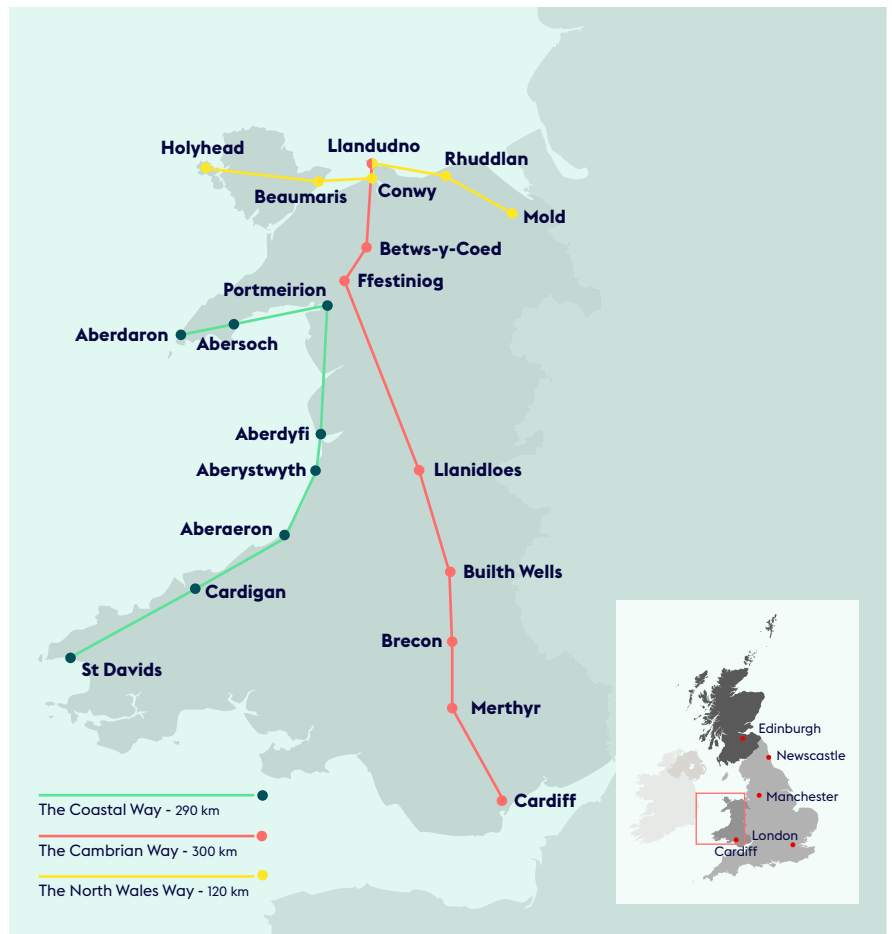 Holyhead
Llandudno
Rhuddlan
Beaumaris
Conwy
Mold
Betws-y-Coed
Ffestiniog
Portmeirion
Aberdaron
Abersoch
Aberdyfi
Aberystwyth
Llanidloes
Aberaeron
Builth Wells
Cardigan
Brecon
St Davids
Merthyr
Cardiff
The Coastal Way - 290 km
The Cambrian Way - 300 km
The North Wales Way - 120 km
Edinburgh
Newcastle
Manchester
London
Cardiff